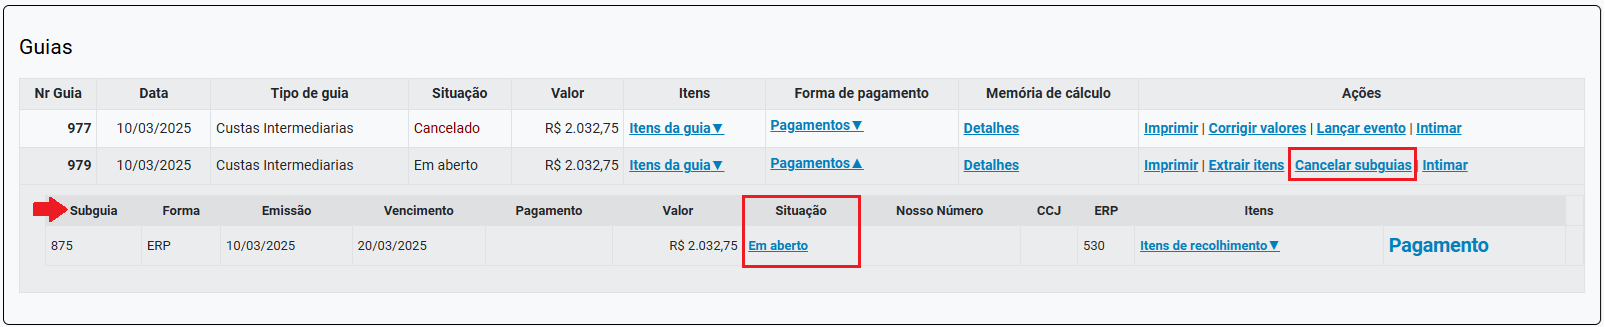 Guias
Nr Guia Data Tipo de guia Situação Valor Itens Forma de pagamento Memória de cálculo Ações
977 10/03/2025 Custas Intermediarias Cancelado R$ 2.032,75 Itens da guia▼ Pagamentos▼ Detalhes Imprimir | Corrigir valores | Lançar evento | Intimar
979 10/03/2025 Custas Intermediarias Em aberto R$ 2.032,75 Itens da guia▼ Pagamentos▲ Detalhes Imprimir | Extrair itens Cancelar subguias | Intimar
Subguia Forma Emissão Vencimento Pagamento Valor Situação Nosso Número CCJ ERP Itens
875 ERP 10/03/2025 20/03/2025 R$ 2.032,75 Em aberto 530 Itens de recolhimento▼ Pagamento